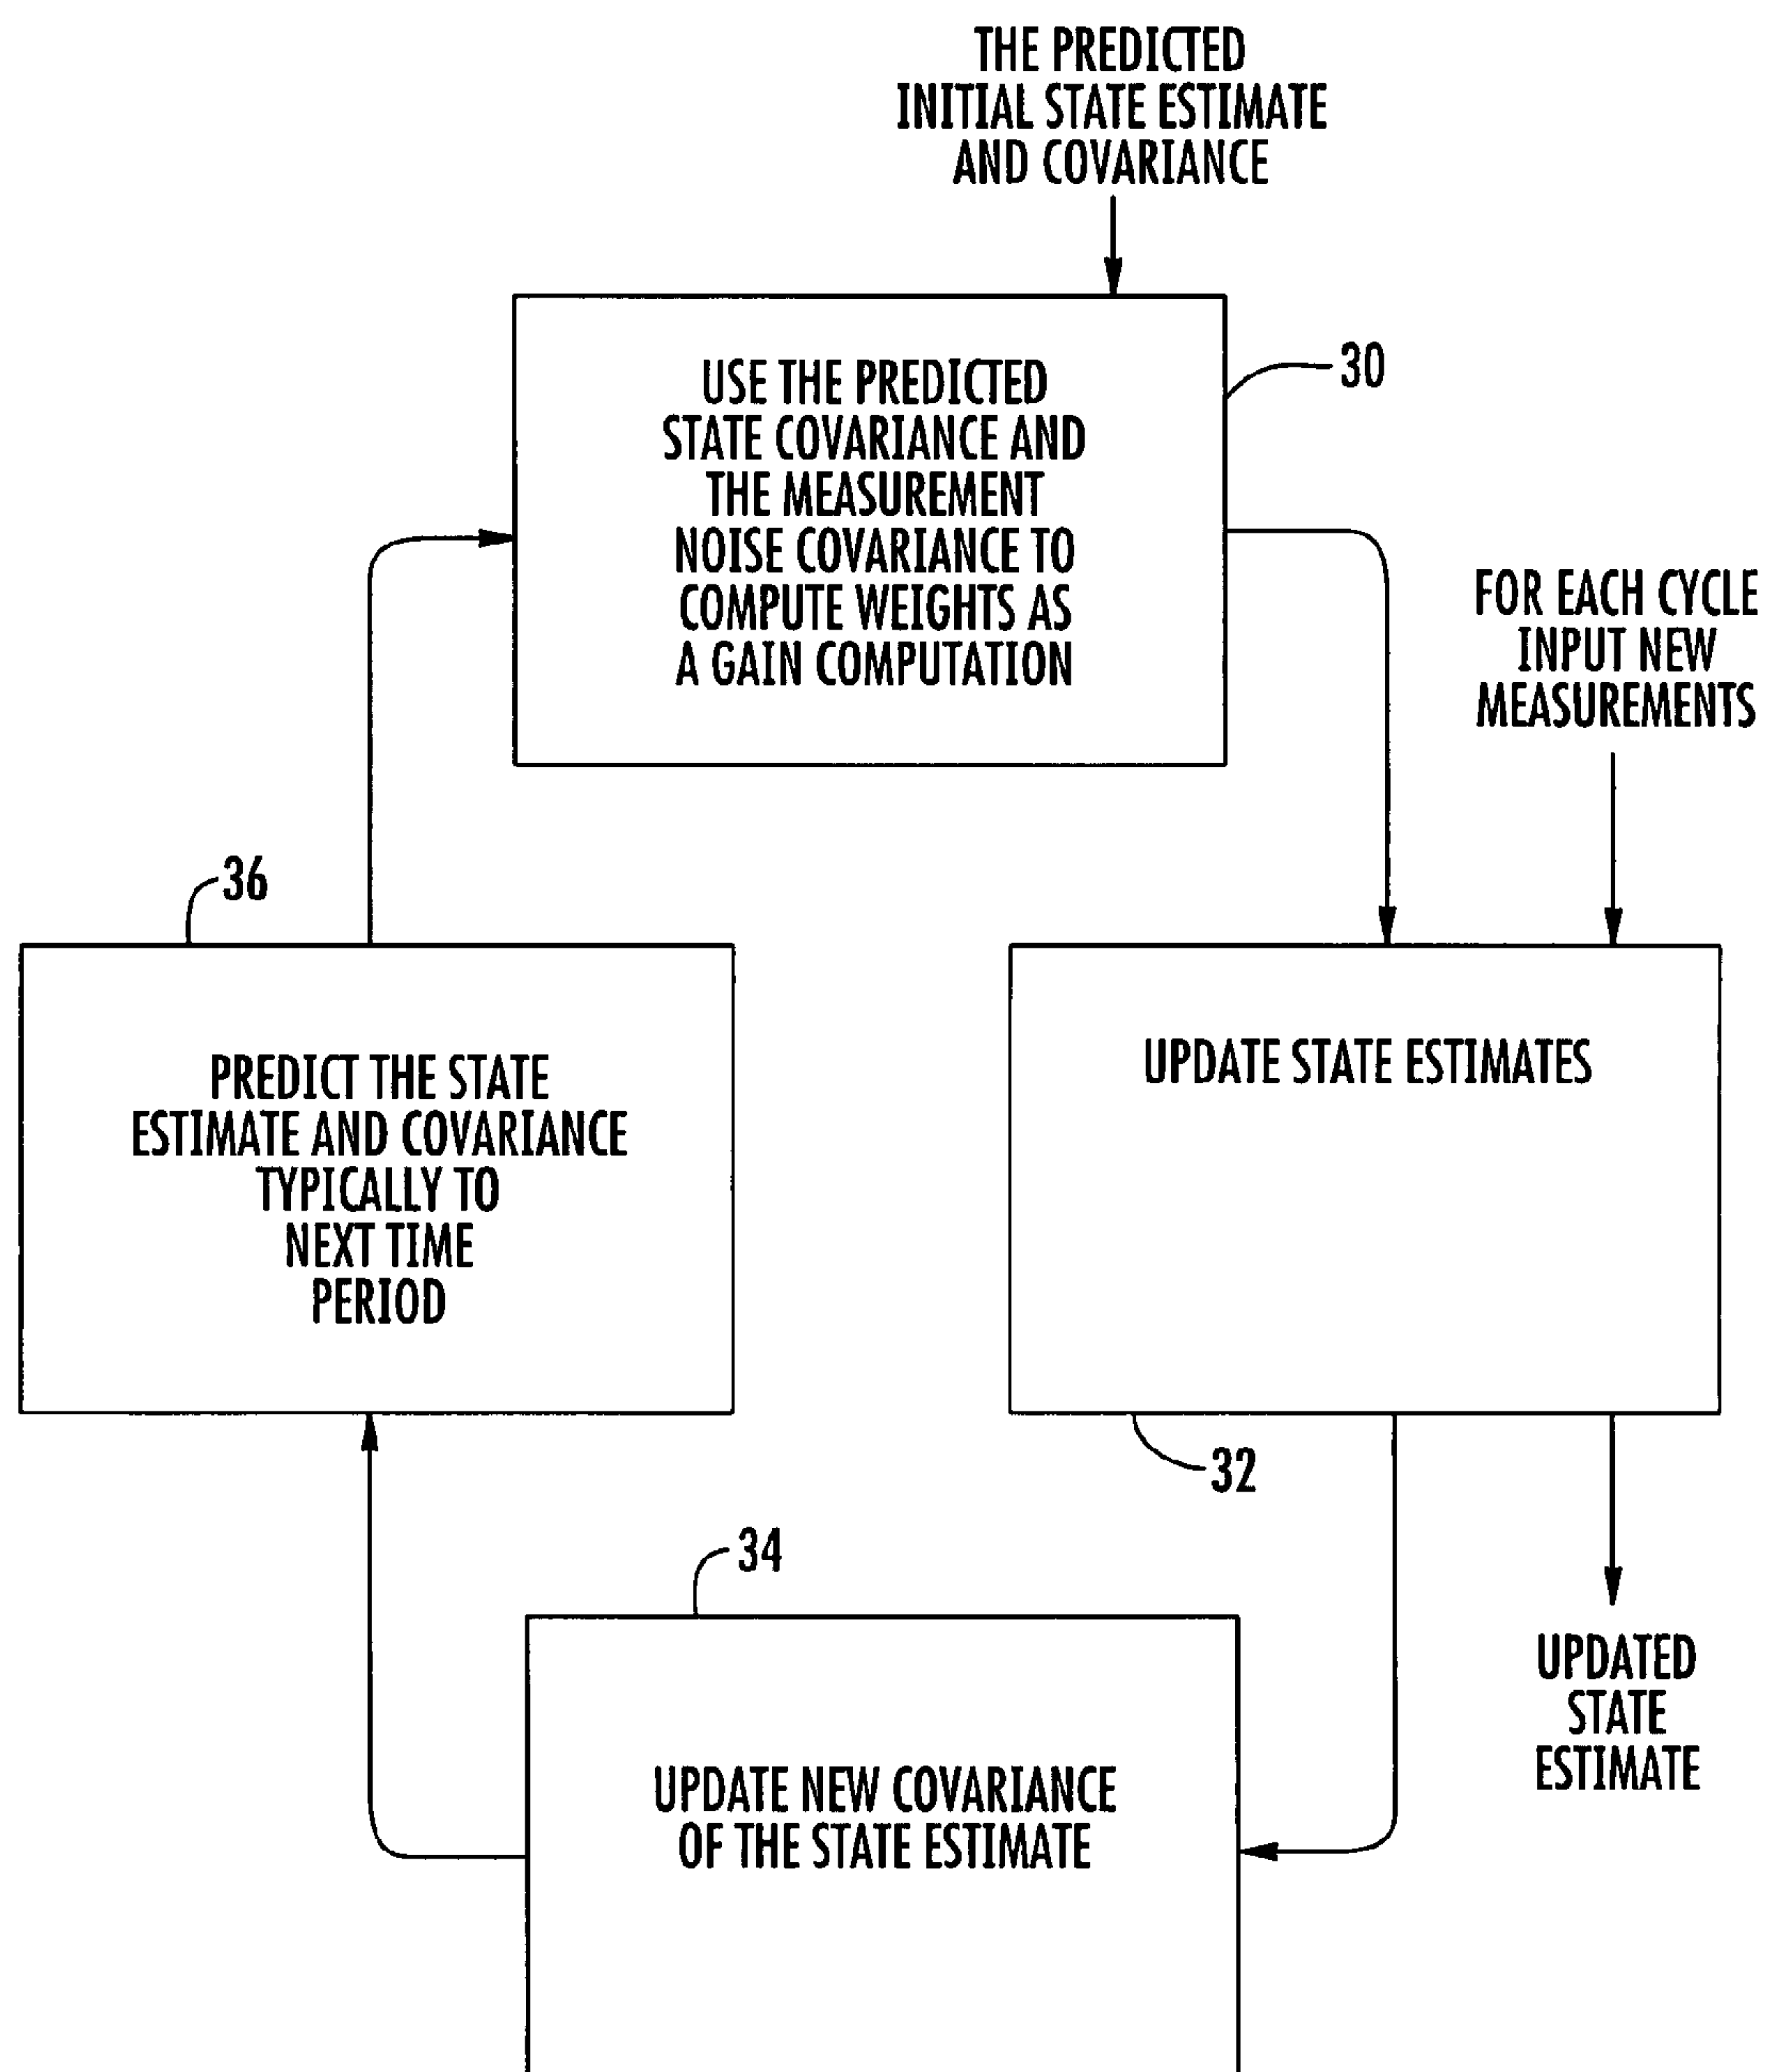 THE PREDICTED
INITIAL STATE ESTIMATE
AND COVARIANCE
USE THE PREDICTED
STATE COVARIANCE AND
THE MEASUREMENT
NOISE COVARIANCE TO
COMPUTE WEIGHTS AS
A GAIN COMPUTATION
30
FOR EACH CYCLE
INPUT NEW
MEASUREMENTS
36
PREDICT THE STATE
ESTIMATE AND COVARIANCE
TYPICALLY TO
NEXT TIME
PERIOD
UPDATE STATE ESTIMATES
32
34
UPDATE NEW COVARIANCE
OF THE STATE ESTIMATE
UPDATED
STATE
ESTIMATE